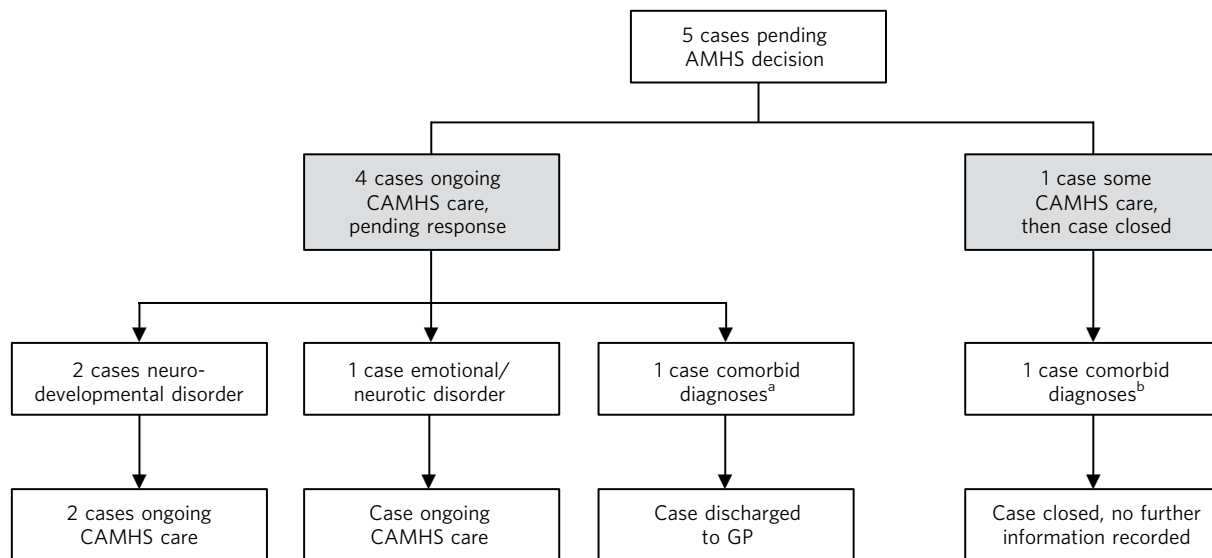 5 cases pending
AMHS decision
4 cases ongoing
CAMHS care,
pending response
1 case some
CAMHS care,
then case closed
2 cases neuro-
developmental disorder
1 case emotional/
neurotic disorder
1 case comorbid
diagnosesᵃ
1 case comorbid
diagnosesᵇ
2 cases ongoing
CAMHS care
Case ongoing
CAMHS care
Case discharged
to GP
Case closed, no further
information recorded